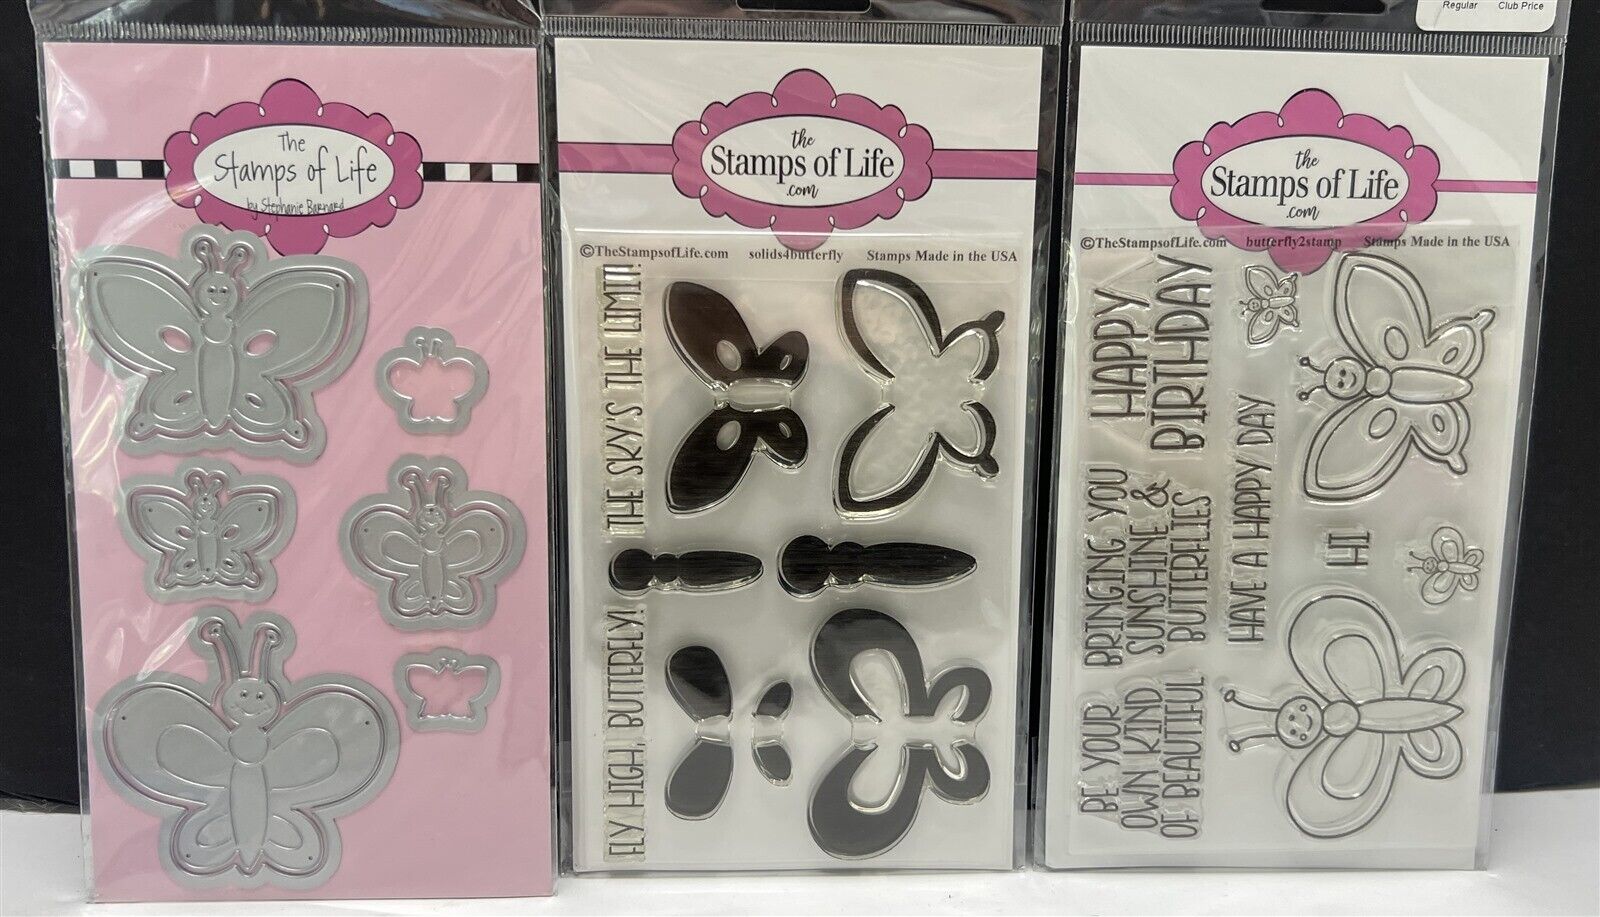 The
Stamps of Life
by Stephanie Barnard
the
Stamps of Life
.com
©TheStampsofLife.com solids4butterfly Stamps Made in the USA
THE SKY'S THE LIMIT!
FLY HIGH, BUTTERFLY!
Regular Club Price
the
Stamps of Life
.com
©TheStampsofLife.com butterfly2stamp Stamps Made in the USA
HAPPY
BIRTHDAY
BRINGING YOU
SUNSHINE &
BUTTERFLIES
HAVE A HAPPY DAY
HI
BE YOUR
OWN KIND
OF BEAUTIFUL